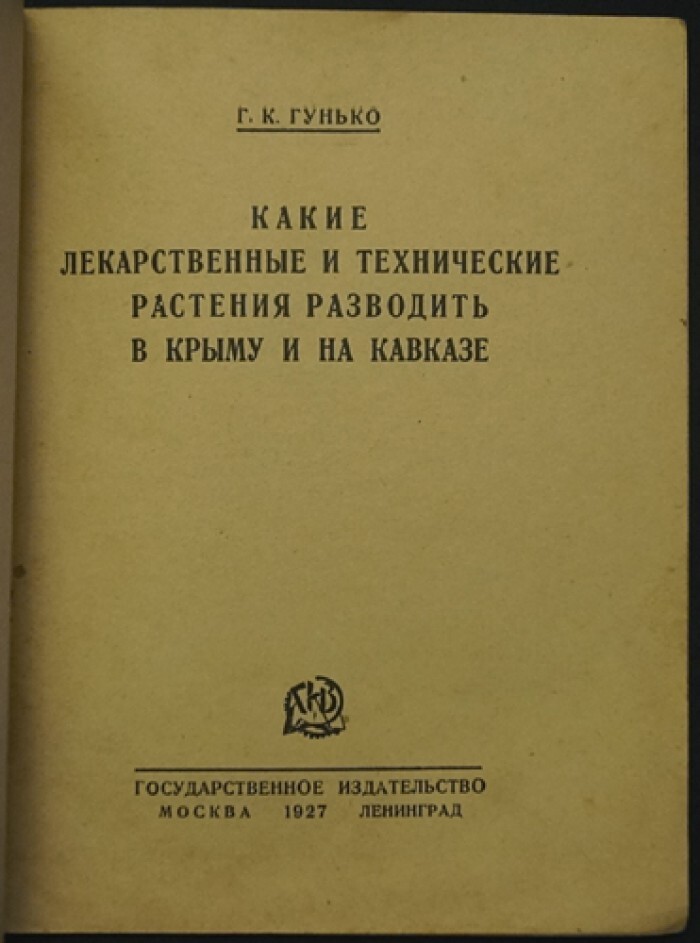 Г. К. ГУНЬКО
КАКИЕ
ЛЕКАРСТВЕННЫЕ И ТЕХНИЧЕСКИЕ
РАСТЕНИЯ РАЗВОДИТЬ
В КРЫМУ И НА КАВКАЗЕ
ГОСУДАРСТВЕННОЕ ИЗДАТЕЛЬСТВО
МОСКВА 1927 ЛЕНИНГРАД